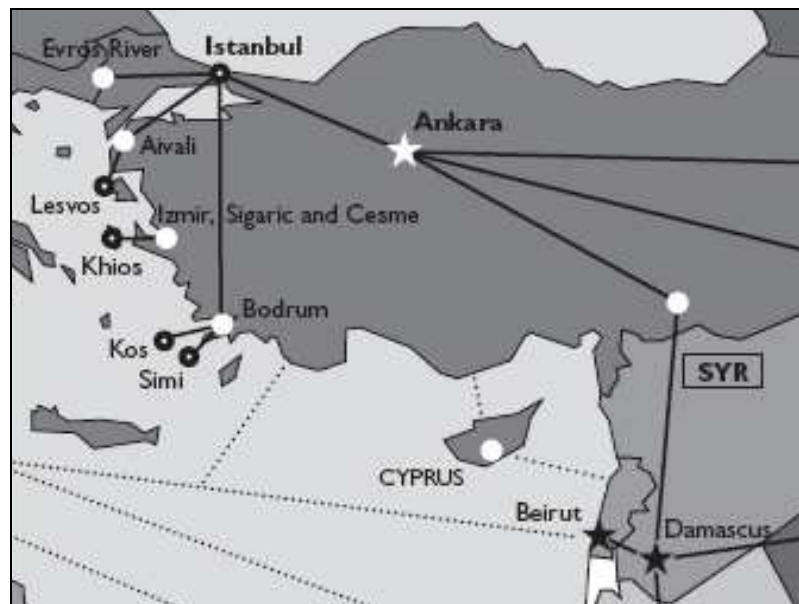 Evros River
Istanbul
Ankara
Aivali
Lesvos
Izmir, Sigaric and Cesme
Khios
Bodrum
Kos
Simi
SYR
CYPRUS
Beirut
Damascus